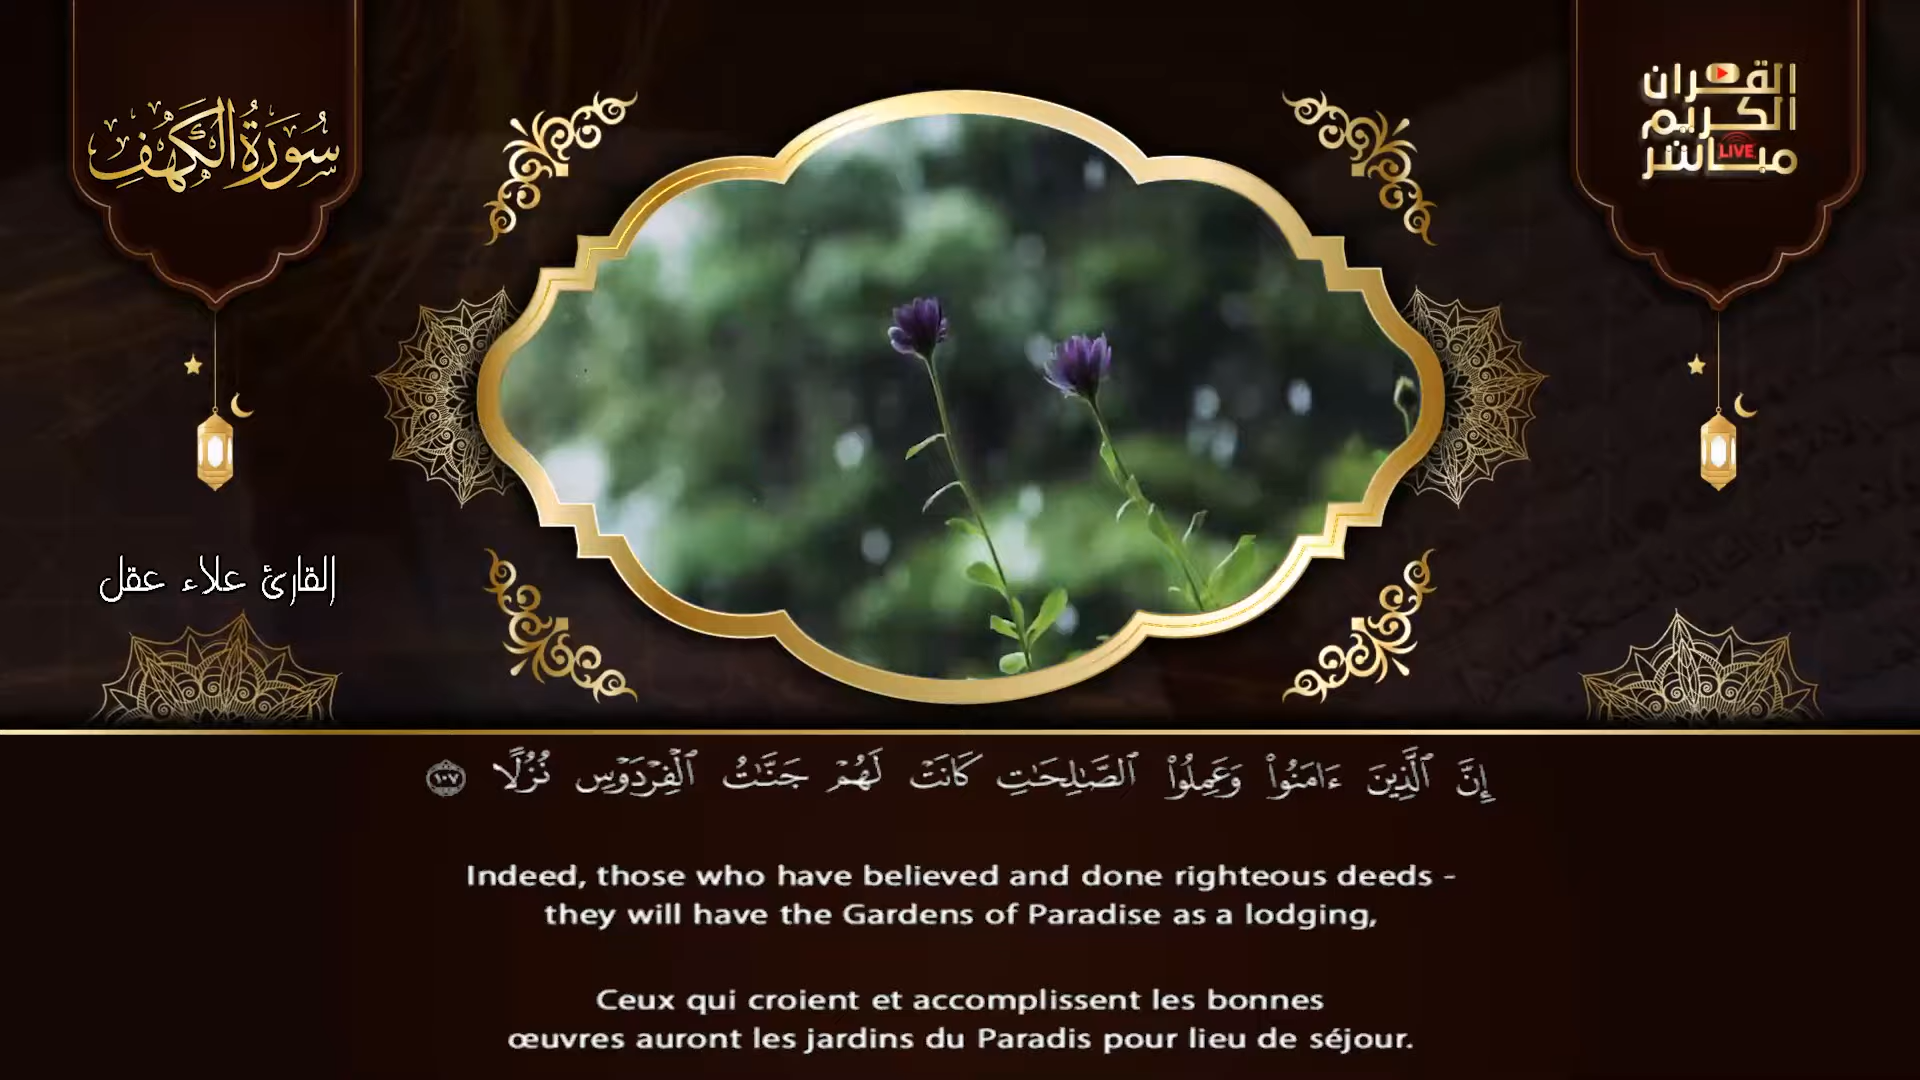 سُورَةُ الكَهْفِ
القرآن
الكريم
مباشر
LIVE
القارئ علاء عقل
إِنَّ ٱلَّذِينَ ءَامَنُوا۟ وَعَمِلُوا۟ ٱلصَّـٰلِحَـٰتِ كَانَتْ لَهُمْ جَنَّـٰتُ ٱلْفِرْدَوْسِ نُزُلًا ١٠٧
Indeed, those who have believed and done righteous deeds -
they will have the Gardens of Paradise as a lodging,
Ceux qui croient et accomplissent les bonnes
œuvres auront les jardins du Paradis pour lieu de séjour.